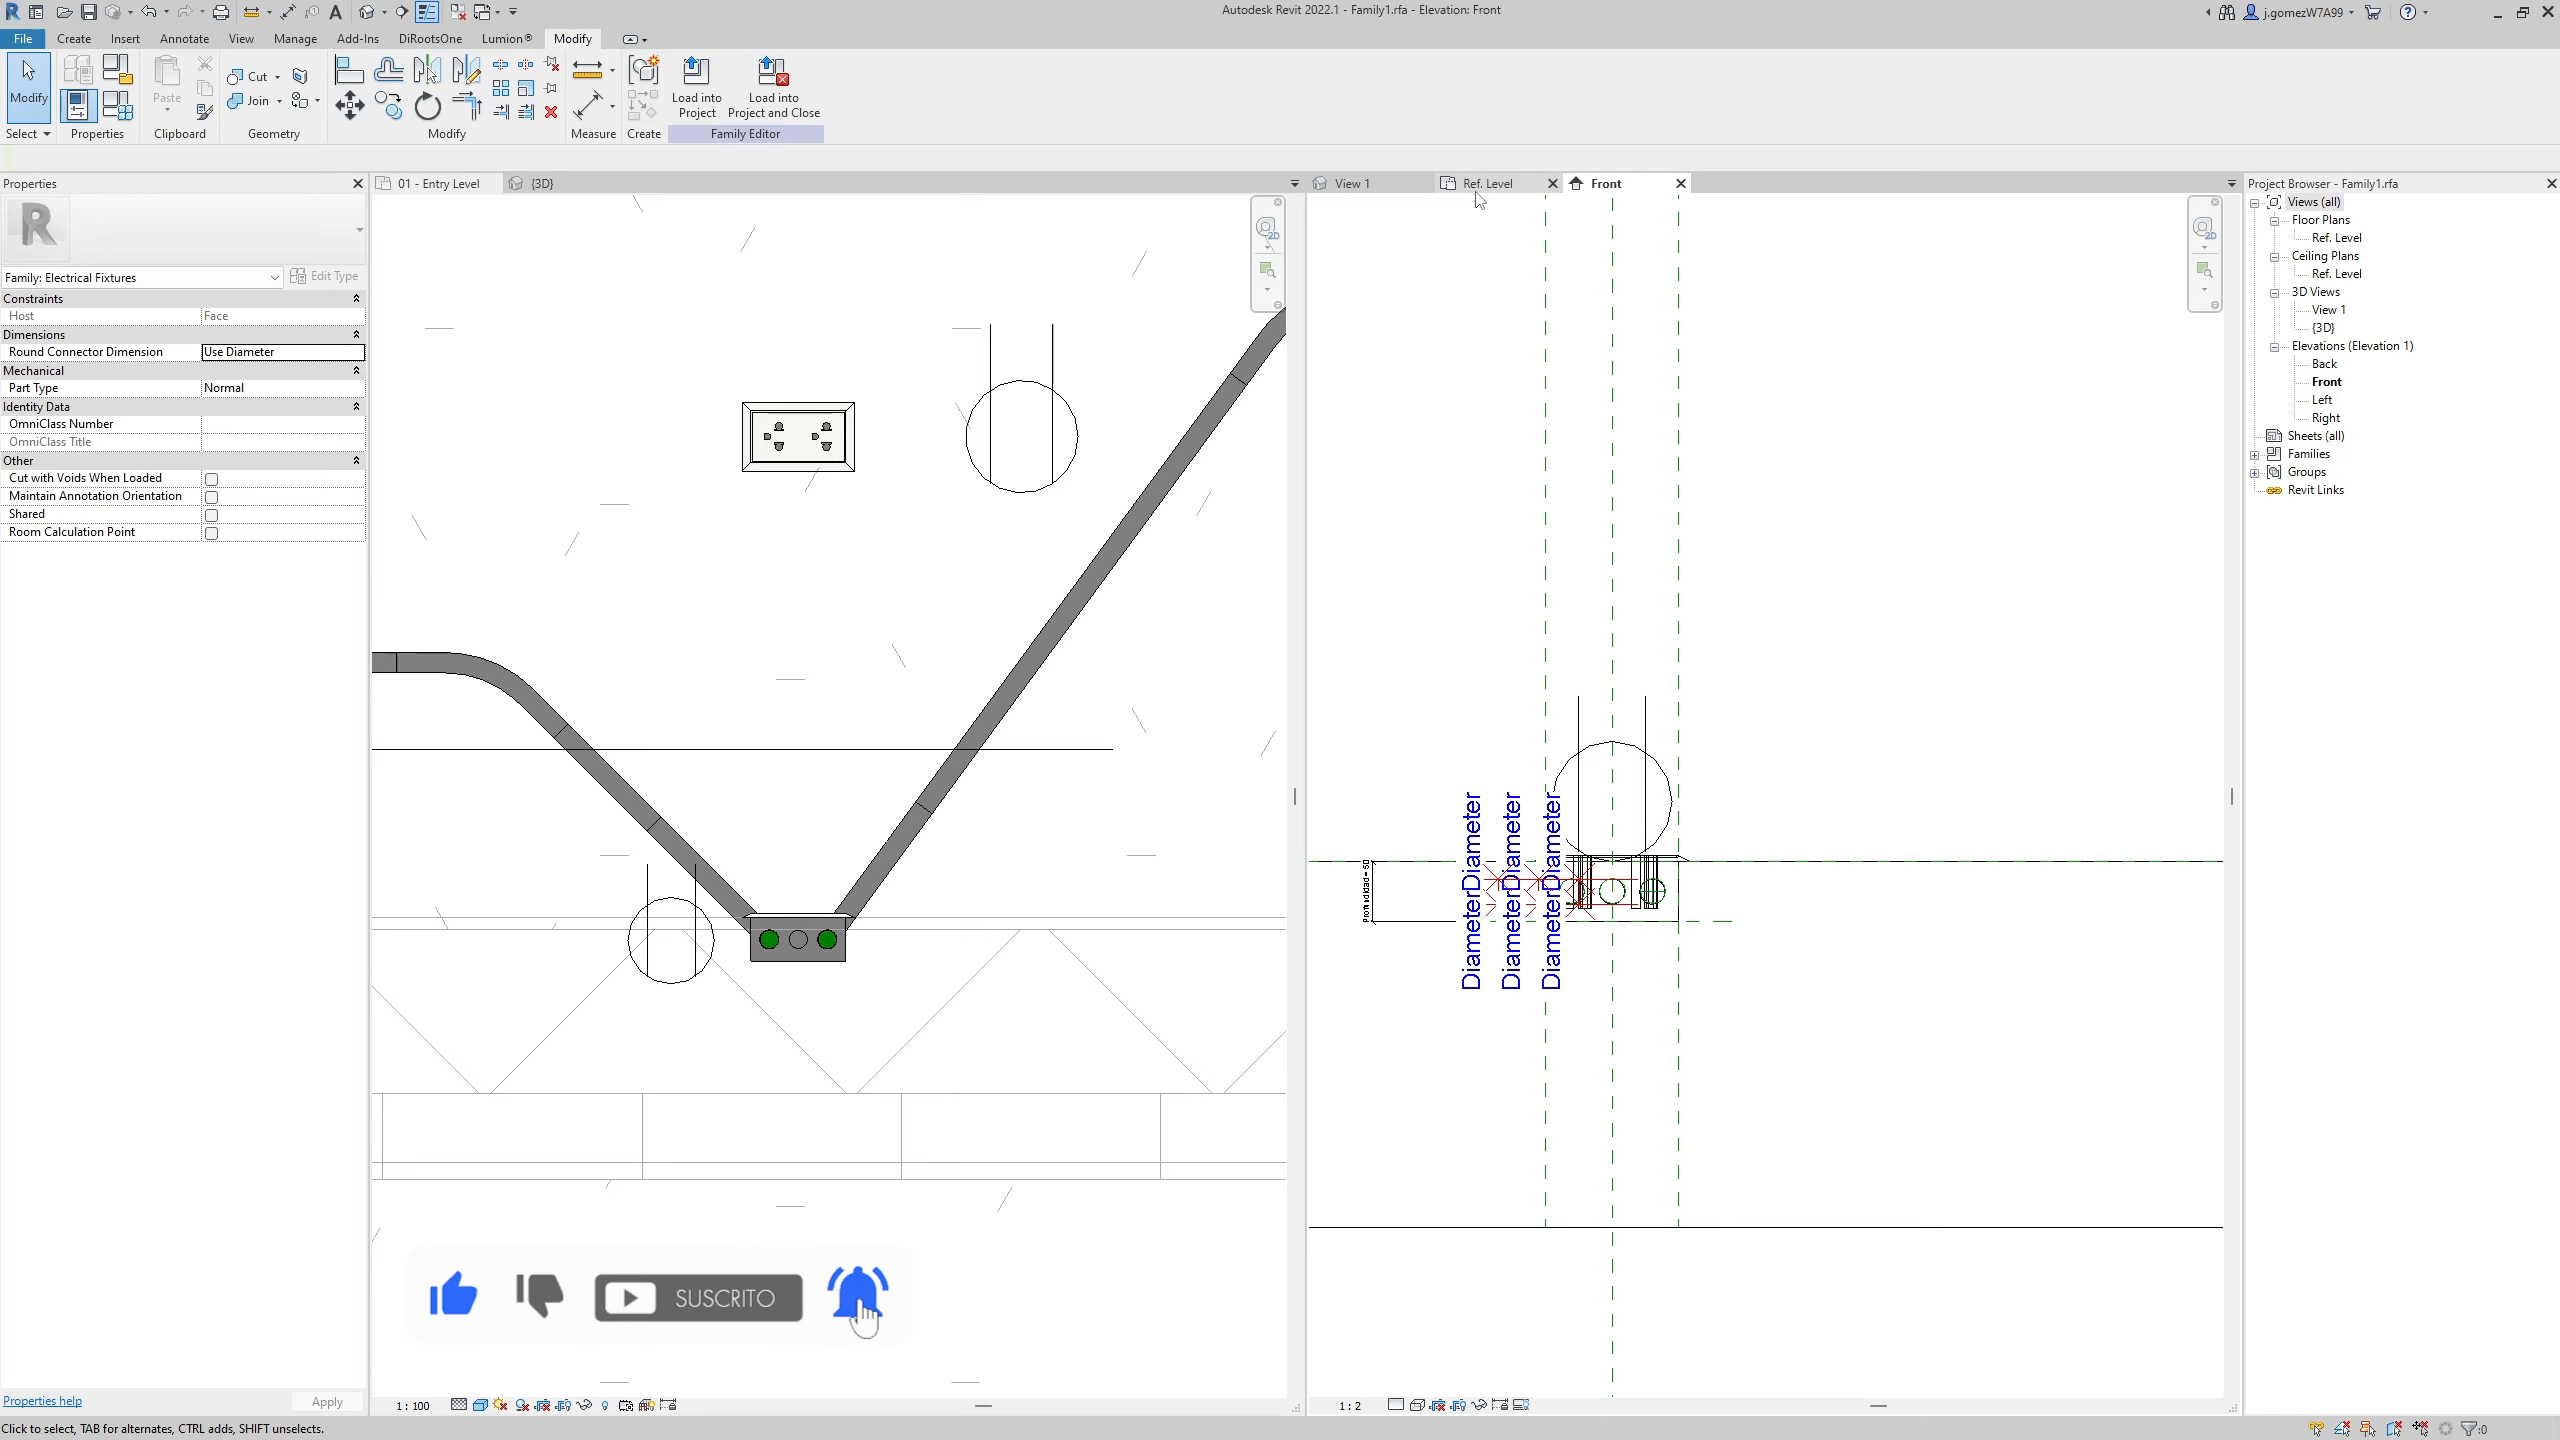 Autodesk Revit 2022.1 - Family1.rfa - Elevation: Front
j.gomezW7A99
File
Create
Insert
Annotate
View
Manage
Add-Ins
DiRootsOne
Lumion®
Modify
Modify
Paste
Cut
Join
Load into
Project
Load into
Project and Close
Select
Properties
Clipboard
Geometry
Modify
Measure
Create
Family Editor
Properties
01 - Entry Level
{3D}
View 1
Ref. Level
Front
Project Browser - Family1.rfa
Family: Electrical Fixtures
Edit Type
Constraints
Host
Face
Dimensions
Round Connector Dimension
Use Diameter
Mechanical
Part Type
Normal
Identity Data
OmniClass Number
OmniClass Title
Other
Cut with Voids When Loaded
Maintain Annotation Orientation
Shared
Room Calculation Point
2D
2D
Views (all)
Floor Plans
Ref. Level
Ceiling Plans
Ref. Level
3D Views
View 1
{3D}
Elevations (Elevation 1)
Back
Front
Left
Right
Sheets (all)
Families
Groups
Revit Links
DiameterDiameter
DiameterDiameter
DiameterDiameter
SUSCRITO
Properties help
Apply
1 : 100
1 : 2
Click to select, TAB for alternates, CTRL adds, SHIFT unselects.
:0